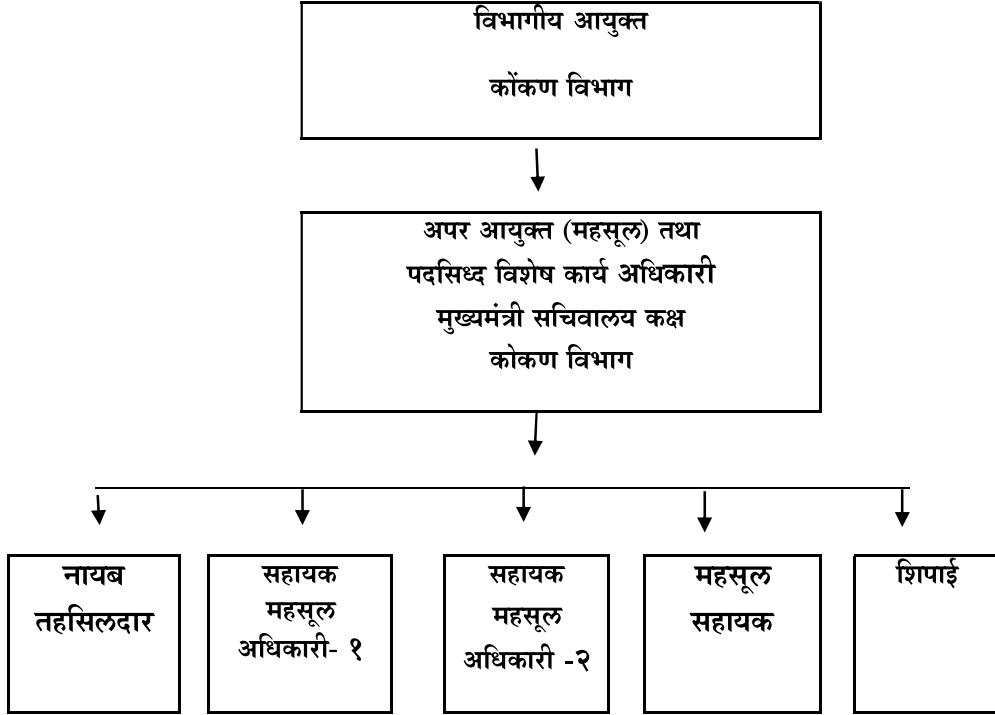 विभागीय आयुक्त
कोंकण विभाग
अपर आयुक्त (महसूल) तथा
पदसिध्द विशेष कार्य अधिकारी
मुख्यमंत्री सचिवालय कक्ष
कोकण विभाग
नायब
तहसिलदार
सहायक
महसूल
अधिकारी- १
सहायक
महसूल
अधिकारी -२
महसूल
सहायक
शिपाई